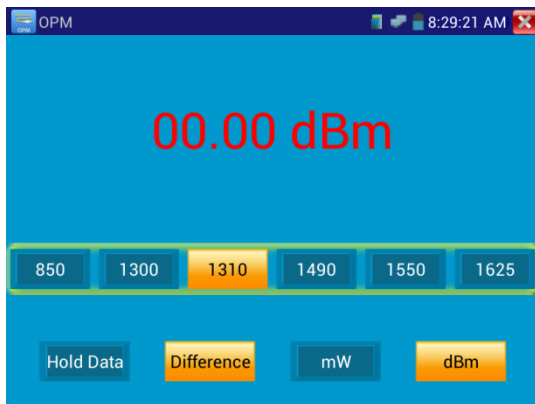 OPM
OPM 8:29:21 AM
00.00 dBm
850 1300 1310 1490 1550 1625
Hold Data Difference mW dBm